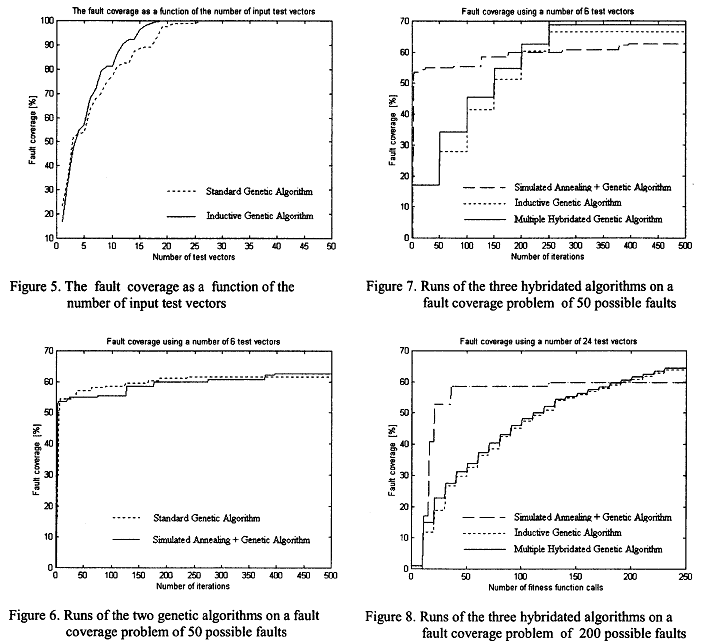 The fault coverage as a function of the number of input test vectors
100
90
80
70
60
50
40
30
20
10
Fault coverage [%]
Standard Genetic Algorithm
Inductive Genetic Algorithm
0 5 10 15 20 25 30 35 40 45 50
Number of test vectors
Figure 5. The fault coverage as a function of the
number of input test vectors
Fault coverage using a number of 6 test vectors
70
60
50
40
30
20
10
0
Fault coverage [%]
Simulated Annealing + Genetic Algorithm
Inductive Genetic Algorithm
Multiple Hybridated Genetic Algorithm
0 50 100 150 200 250 300 350 400 450 500
Number of iterations
Figure 7. Runs of the three hybridated algorithms on a
fault coverage problem of 50 possible faults
Fault coverage using a number of 6 test vectors
70
60
50
40
30
20
10
0
Fault coverage [%]
Standard Genetic Algorithm
Simulated Annealing + Genetic Algorithm
0 50 100 150 200 250 300 350 400 450 500
Number of iterations
Figure 6. Runs of the two genetic algorithms on a fault
coverage problem of 50 possible faults
Fault coverage using a number of 24 test vectors
70
60
50
40
30
20
10
0
Fault coverage [%]
Simulated Annealing + Genetic Algorithm
Inductive Genetic Algorithm
Multiple Hybridated Genetic Algorithm
0 50 100 150 200 250
Number of fitness function calls
Figure 8. Runs of the three hybridated algorithms on a
fault coverage problem of 200 possible faults